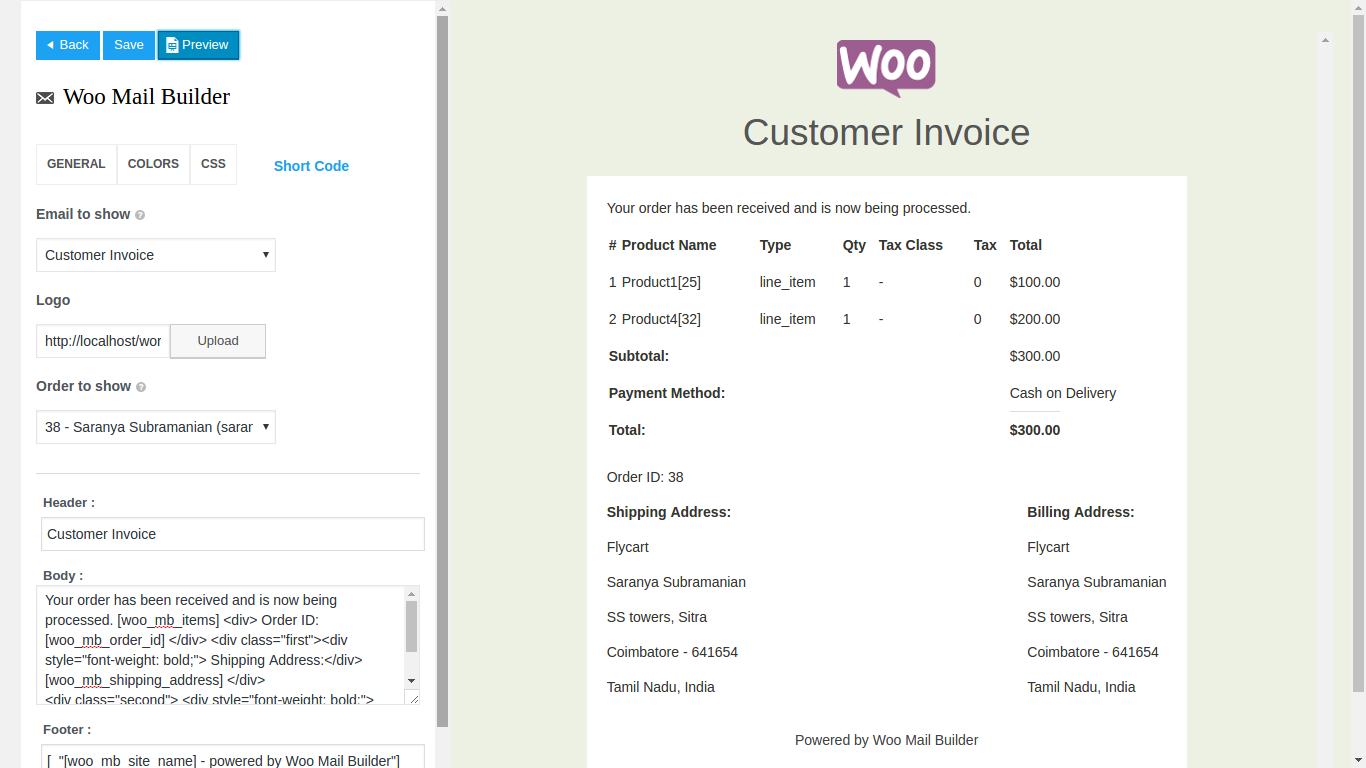 Back Save Preview
Woo Mail Builder
GENERAL COLORS CSS Short Code
Email to show ?
Customer Invoice
Logo
http://localhost/wor Upload
Order to show ?
38 - Saranya Subramanian (sarar
Header :
Customer Invoice
Body :
Your order has been received and is now being
processed. [woo_mb_items] <div> Order ID:
[woo_mb_order_id] </div> <div class="first"><div
style="font-weight: bold;"> Shipping Address:</div>
[woo_mb_shipping_address] </div>
<div class="second"> <div style="font-weight: bold;">
Footer :
[_"[woo_mb_site_name] - powered by Woo Mail Builder"]
WOO
Customer Invoice
Your order has been received and is now being processed.
# Product Name Type Qty Tax Class Tax Total
1 Product1[25] line_item 1 - 0 $100.00
2 Product4[32] line_item 1 - 0 $200.00
Subtotal: $300.00
Payment Method: Cash on Delivery
Total: $300.00
Order ID: 38
Shipping Address: Billing Address:
Flycart Flycart
Saranya Subramanian Saranya Subramanian
SS towers, Sitra SS towers, Sitra
Coimbatore - 641654 Coimbatore - 641654
Tamil Nadu, India Tamil Nadu, India
Powered by Woo Mail Builder